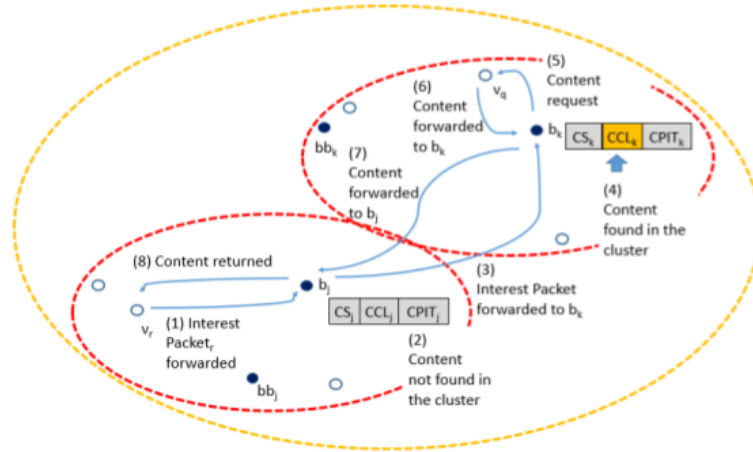 (5)
Content
request
(6)
Content
forwarded
to bₖ
v_q
bₖ
CSₖ CCLₖ CPITₖ
bbₖ
(7)
Content
forwarded
to bⱼ
(4)
Content
found in the
cluster
(8) Content returned
bⱼ
(3)
Interest Packet
forwarded to bₖ
vᵣ
(1) Interest
Packetᵣ
forwarded
CSⱼ CCLⱼ CPITⱼ
(2)
Content
not found in
the cluster
bbⱼ